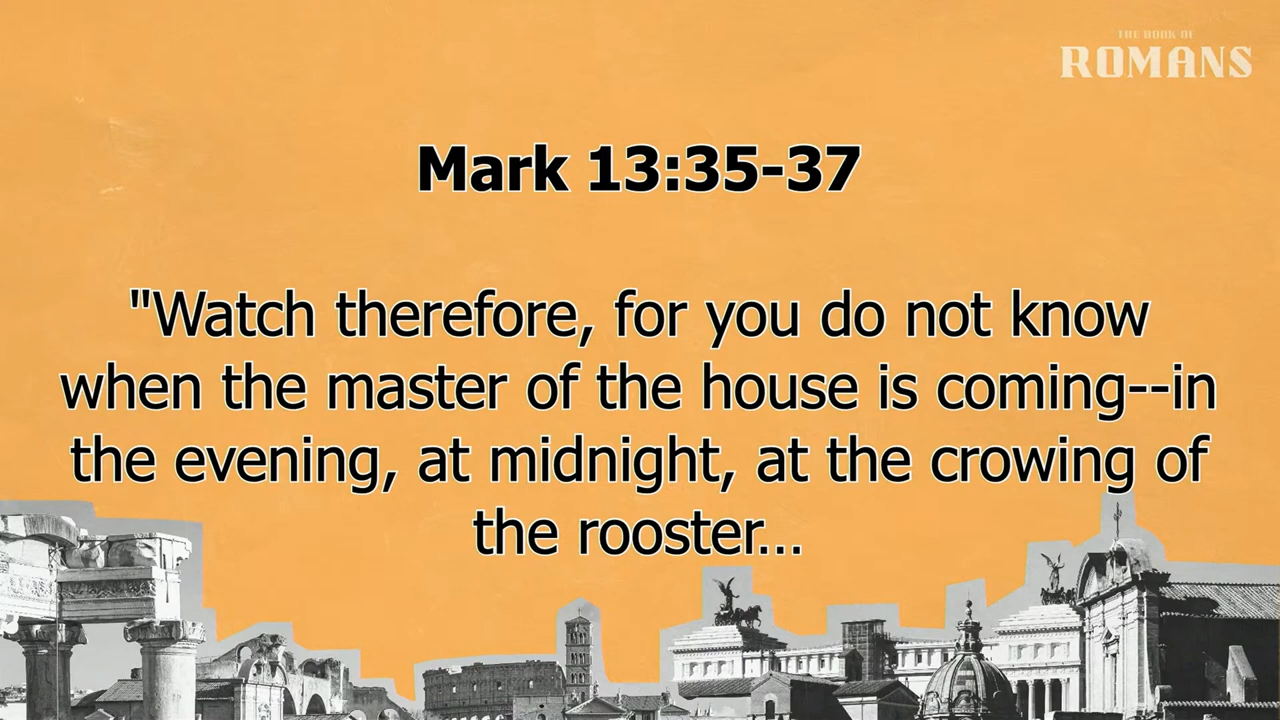 THE BOOK OF
ROMANS
Mark 13:35-37
"Watch therefore, for you do not know
when the master of the house is coming--in
the evening, at midnight, at the crowing of
the rooster...